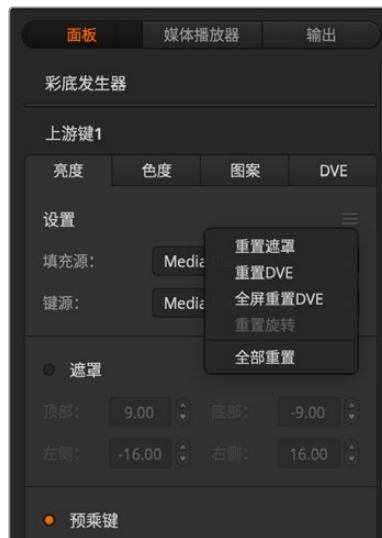 面板 媒体播放器 输出
彩底发生器
上游键1
亮度 色度 图案 DVE
设置
填充源: Media
键源: Media
重置遮罩
重置DVE
全屏重置DVE
重置旋转
全部重置
遮罩
顶部: 9.00 底部: -9.00
左侧: -16.00 右侧: 16.00
预乘键